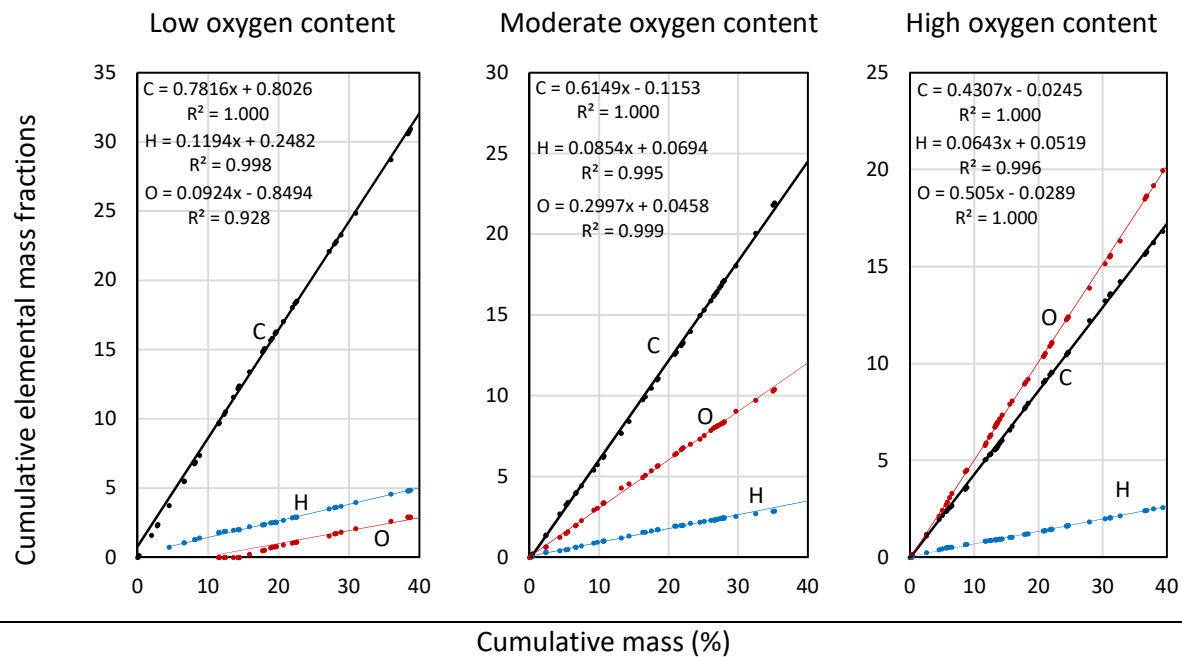 Low oxygen content
Moderate oxygen content
High oxygen content
Cumulative elemental mass fractions
35
30
25
20
15
10
5
0
C = 0.7816x + 0.8026
R² = 1.000
H = 0.1194x + 0.2482
R² = 0.998
O = 0.0924x - 0.8494
R² = 0.928
C
H
O
0 10 20 30 40
30
25
20
15
10
5
0
C = 0.6149x - 0.1153
R² = 1.000
H = 0.0854x + 0.0694
R² = 0.995
O = 0.2997x + 0.0458
R² = 0.999
C
O
H
0 10 20 30 40
25
20
15
10
5
0
C = 0.4307x - 0.0245
R² = 1.000
H = 0.0643x + 0.0519
R² = 0.996
O = 0.505x - 0.0289
R² = 1.000
O
C
H
0 10 20 30 40
Cumulative mass (%)